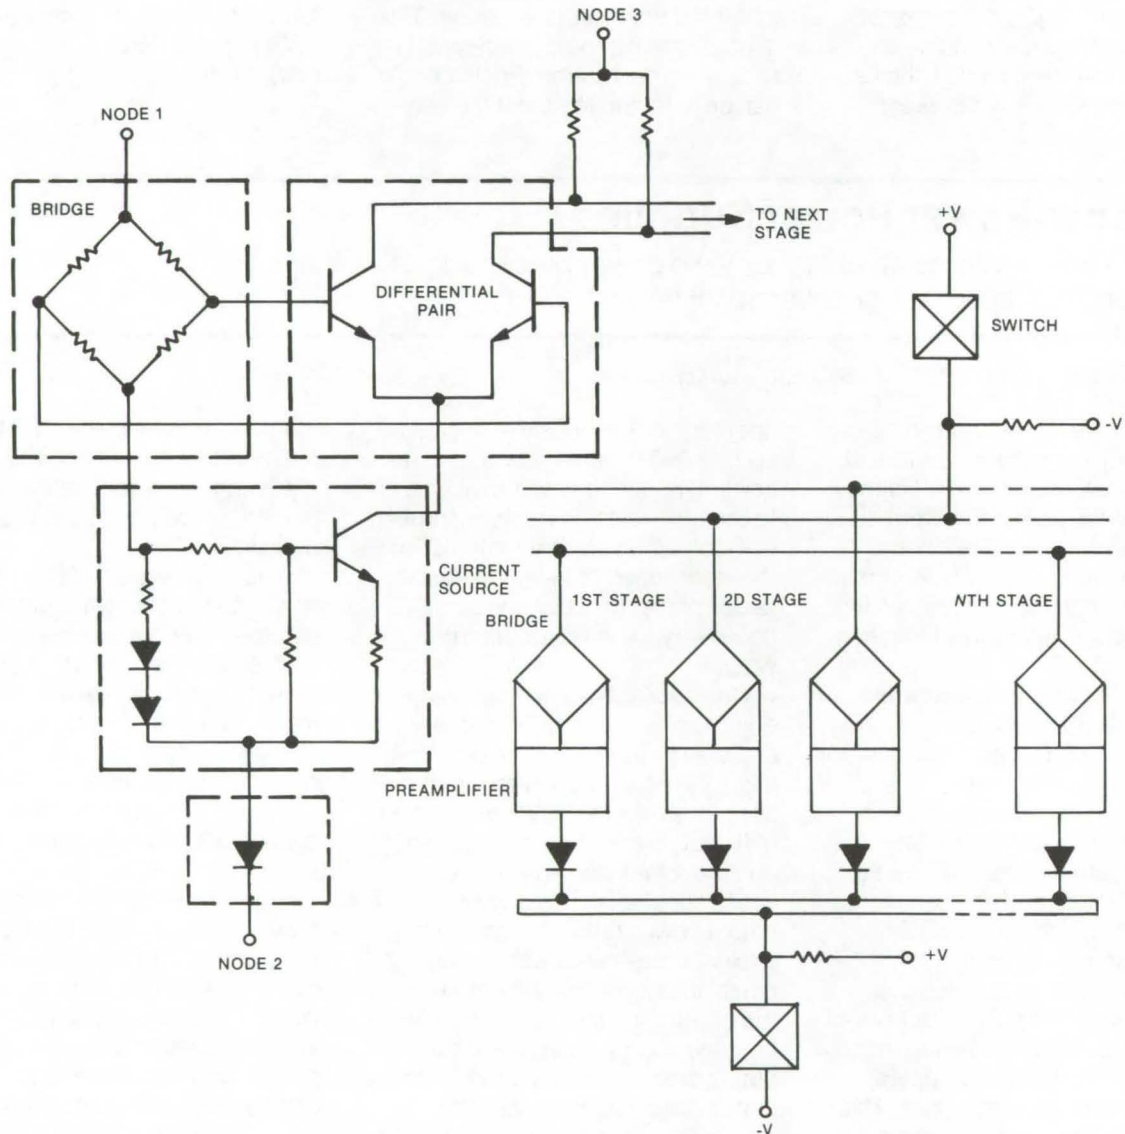 NODE 3
NODE 1
BRIDGE
TO NEXT
STAGE
+V
DIFFERENTIAL
PAIR
SWITCH
-V
CURRENT
SOURCE
1ST STAGE
2D STAGE
NTH STAGE
BRIDGE
PREAMPLIFIER
NODE 2
+V
-V